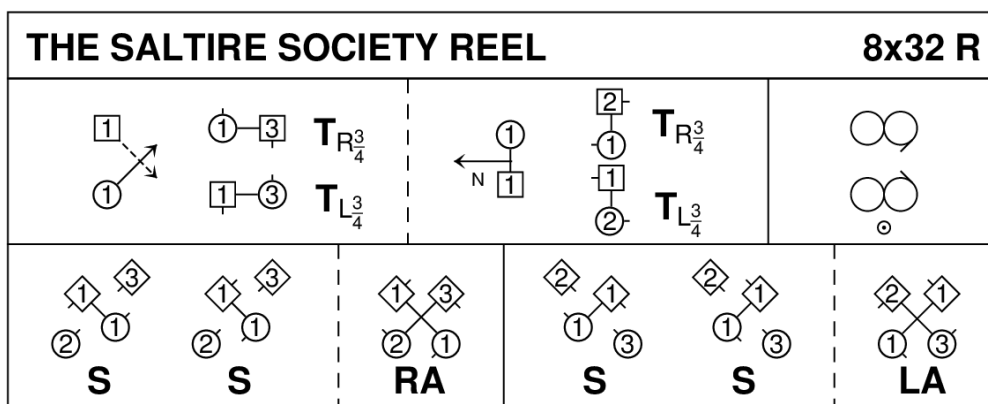 THE SALTIRE SOCIETY REEL 8x32 R
1 1 3 T R 3/4
1 1 3 T L 3/4
N 1 1 2 1 T R 3/4
1 2 T L 3/4
1 3 2 1 1 3 2 1 1 3 2 1 2 1 1 3 2 1 1 3 2 1 1 3
S S RA S S LA